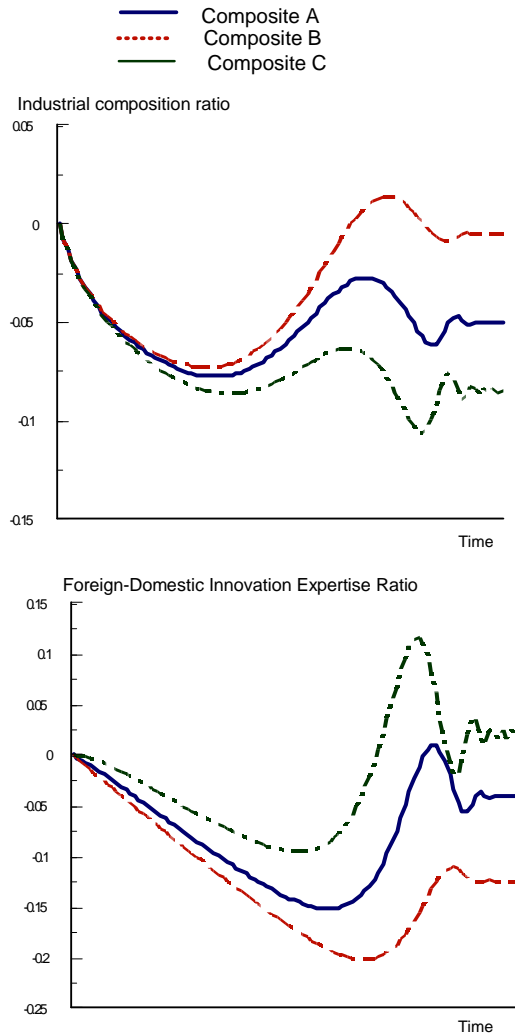 Composite A
Composite B
Composite C
Industrial composition ratio
0.05
0
-0.05
-0.1
-0.15
Time
Foreign-Domestic Innovation Expertise Ratio
0.15
0.1
0.05
0
-0.05
-0.1
-0.15
-0.2
-0.25
Time